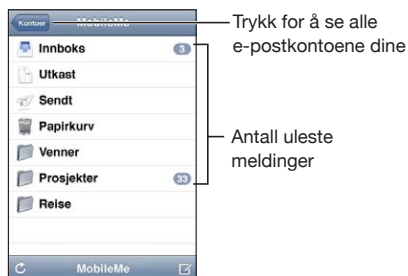 Kontoer MobileMe
Trykk for å se alle
e-postkontoene dine
Innboks 3
Utkast
Sendt
Papirkurv
Venner
Prosjekter 33
Reise
Antall uleste
meldinger
MobileMe